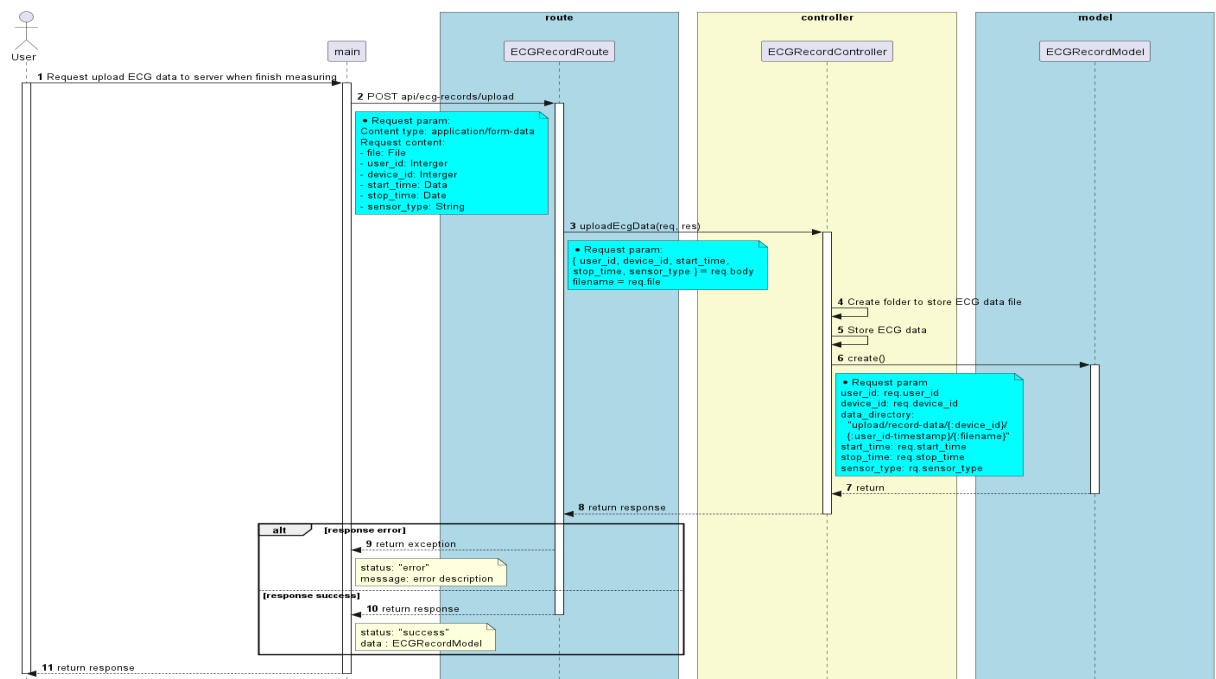 route
controller
model
User
main
ECGRecordRoute
ECGRecordController
ECGRecordModel
1 Request upload ECG data to server when finish measuring
2 POST api/ecg-records/upload
• Request param:
Content type: application/form-data
Request content:
- file: File
- user_id: Interger
- device_id: Interger
- start_time: Data
- stop_time: Date
- sensor_type: String
3 uploadEcgData(req, res)
• Request param:
{ user_id, device_id, start_time,
stop_time, sensor_type } = req.body
filename = req.file
4 Create folder to store ECG data file
5 Store ECG data
6 create()
• Request param
user_id: req.user_id
device_id: req.device_id
data_directory:
"upload/record-data/{:device_id}/
{:user_id-timestamp}/{:filename}"
start_time: req.start_time
stop_time: req.stop_time
sensor_type: rq.sensor_type
7 return
8 return response
alt [response error]
9 return exception
status: "error"
message: error description
[response success]
10 return response
status: "success"
data : ECGRecordModel
11 return response